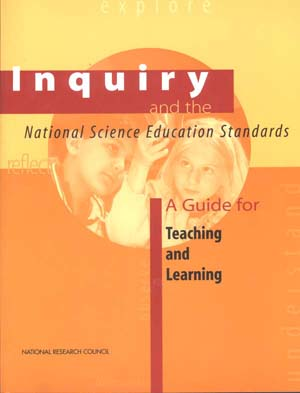 explore
Inquiry
and the
National Science Education Standards
reflect
A Guide for
Teaching
and
Learning
understand
NATIONAL RESEARCH COUNCIL